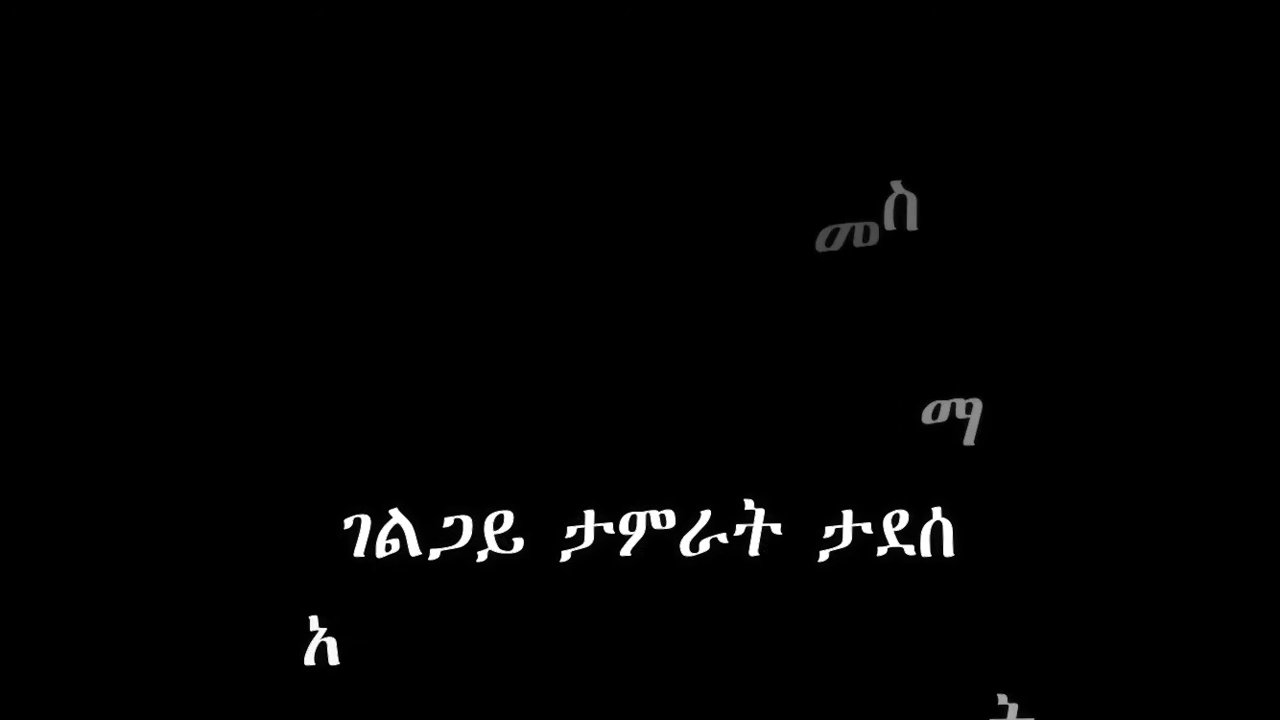 መስ
ማ
ገልጋይ ታምራት ታደሰ
አ